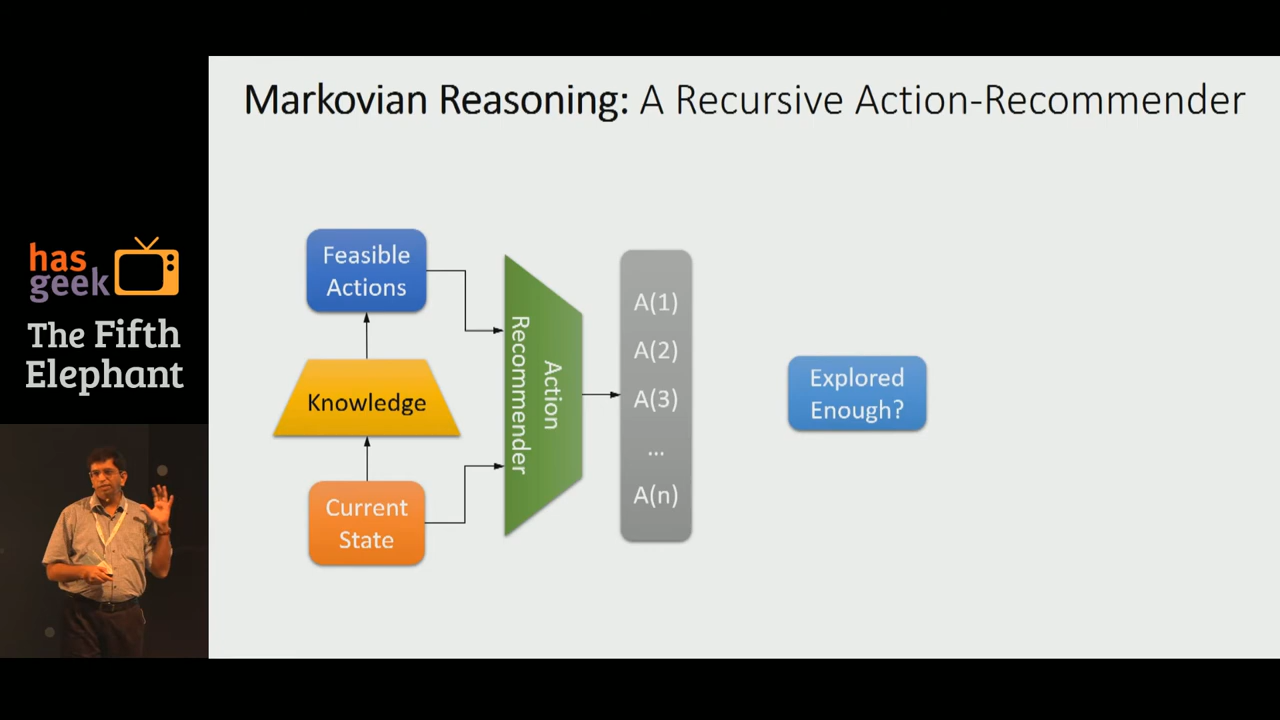 Markovian Reasoning: A Recursive Action-Recommender
has
geek
The Fifth
Elephant
Feasible
Actions
Knowledge
Current
State
Action
Recommender
A(1)
A(2)
A(3)
...
A(n)
Explored
Enough?